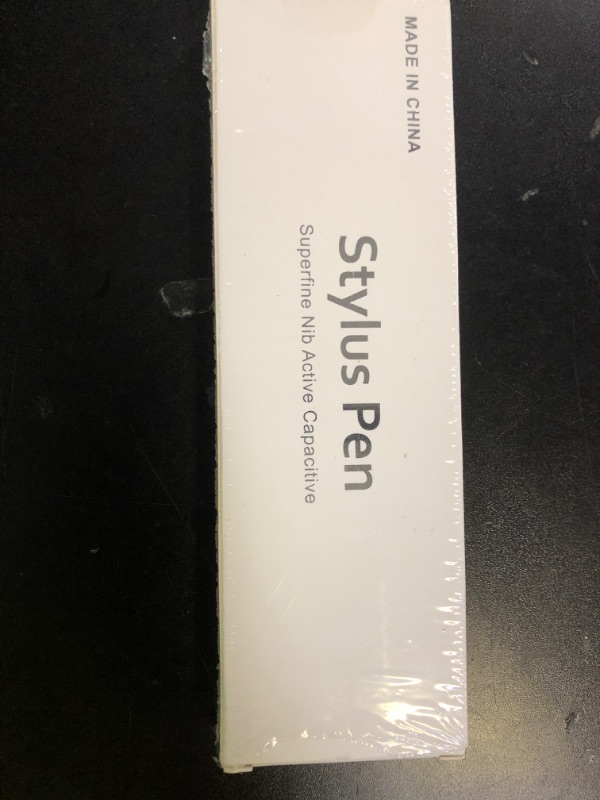 MADE IN CHINA
Stylus Pen
Superfine Nib Active Capacitive